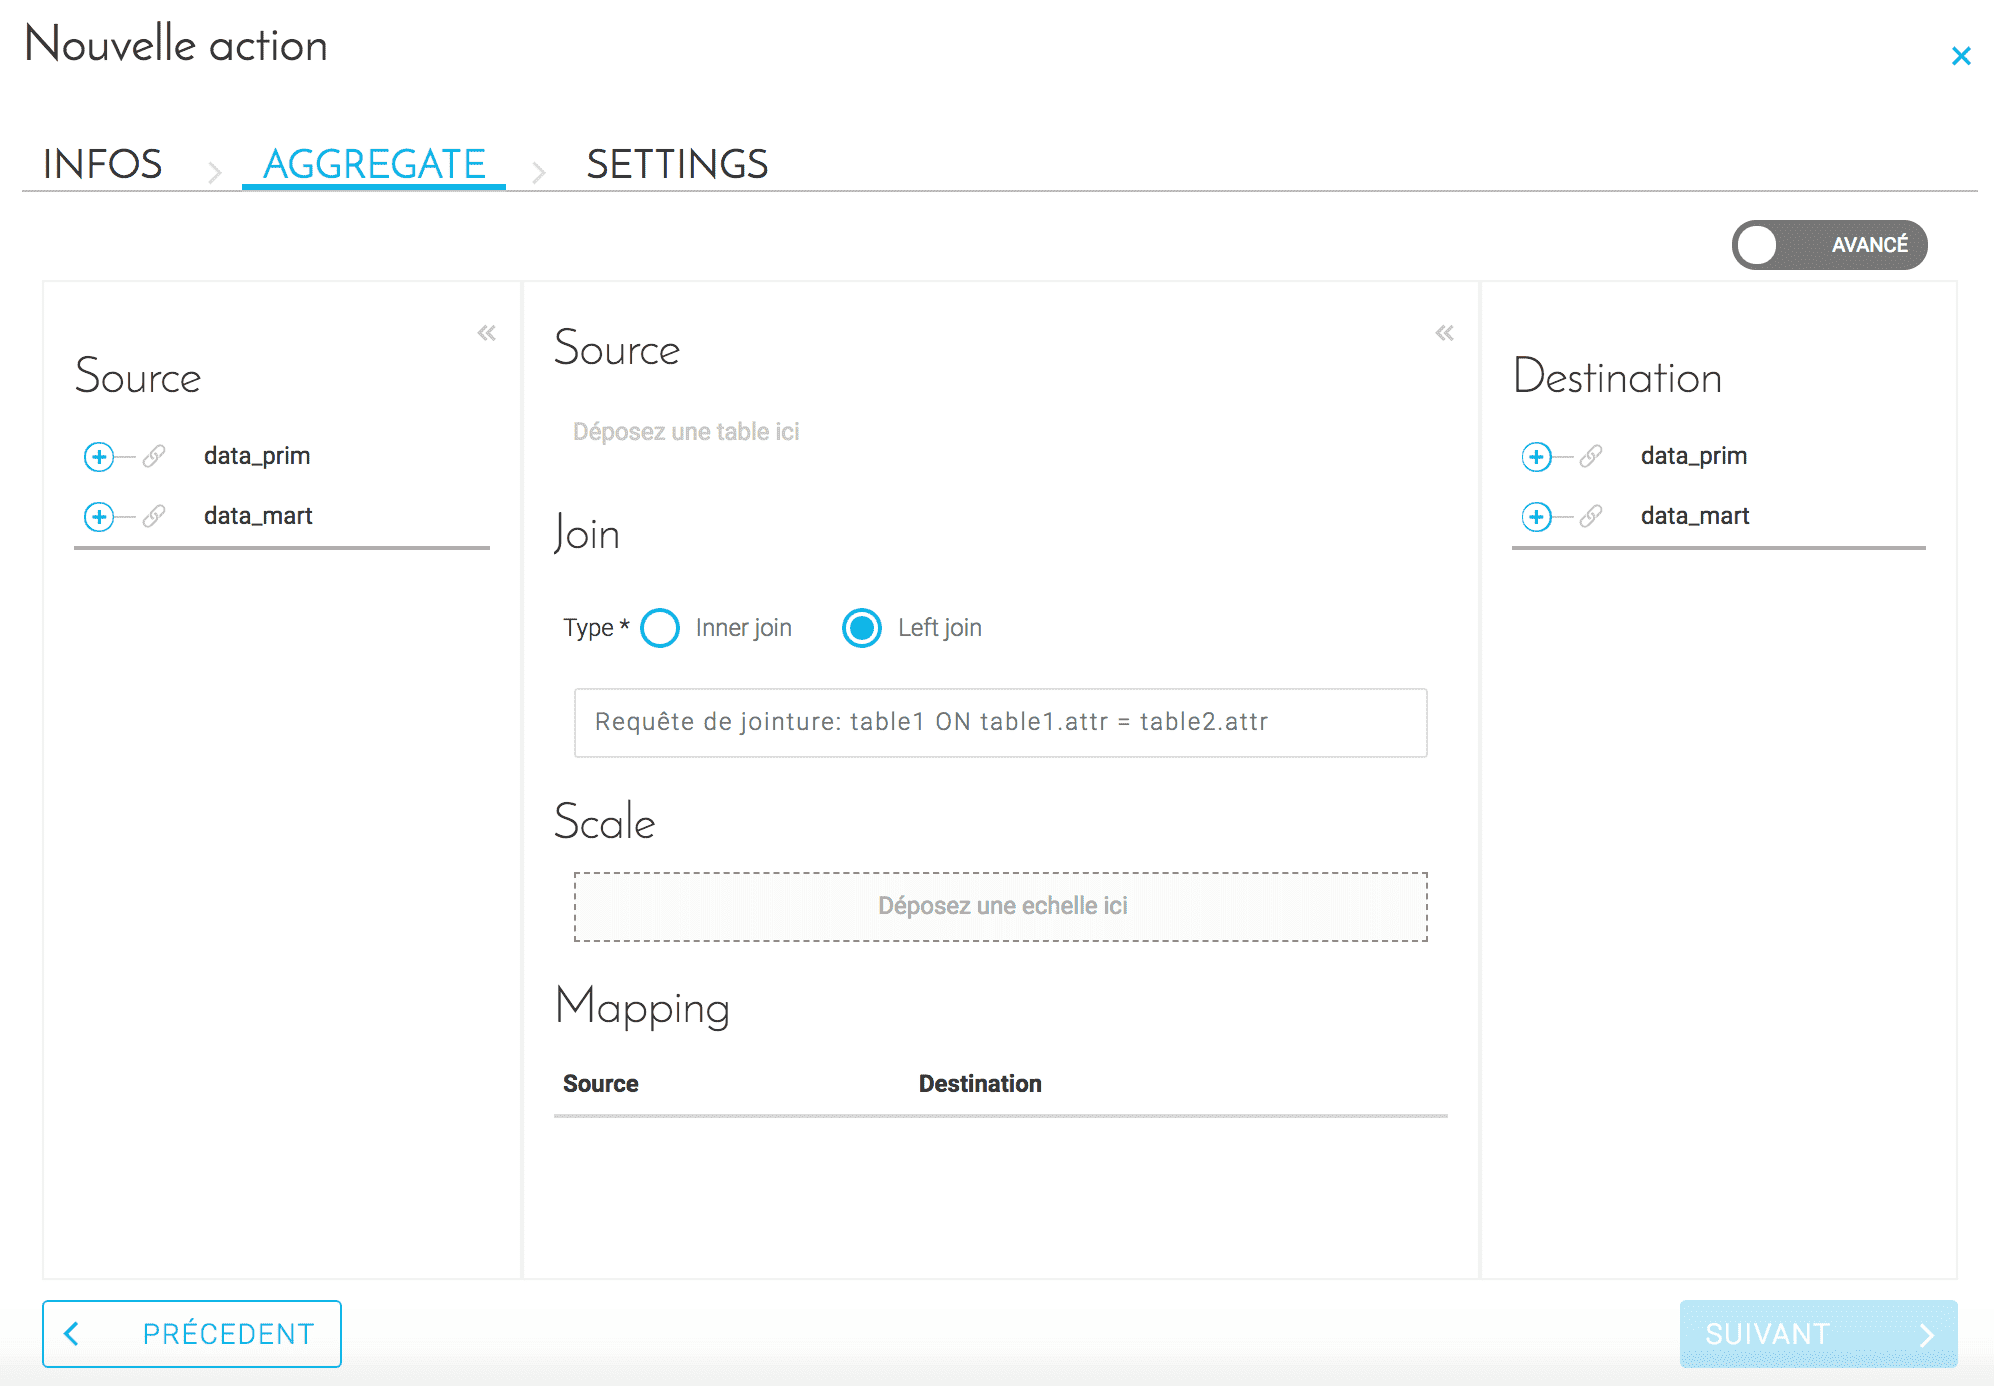 Nouvelle action
INFOS
AGGREGATE
SETTINGS
AVANCÉ
Source
data_prim
data_mart
Source
Déposez une table ici
Join
Type * Inner join Left join
Requête de jointure: table1 ON table1.attr = table2.attr
Scale
Déposez une echelle ici
Mapping
Source Destination
Destination
data_prim
data_mart
PRÉCEDENT
SUIVANT